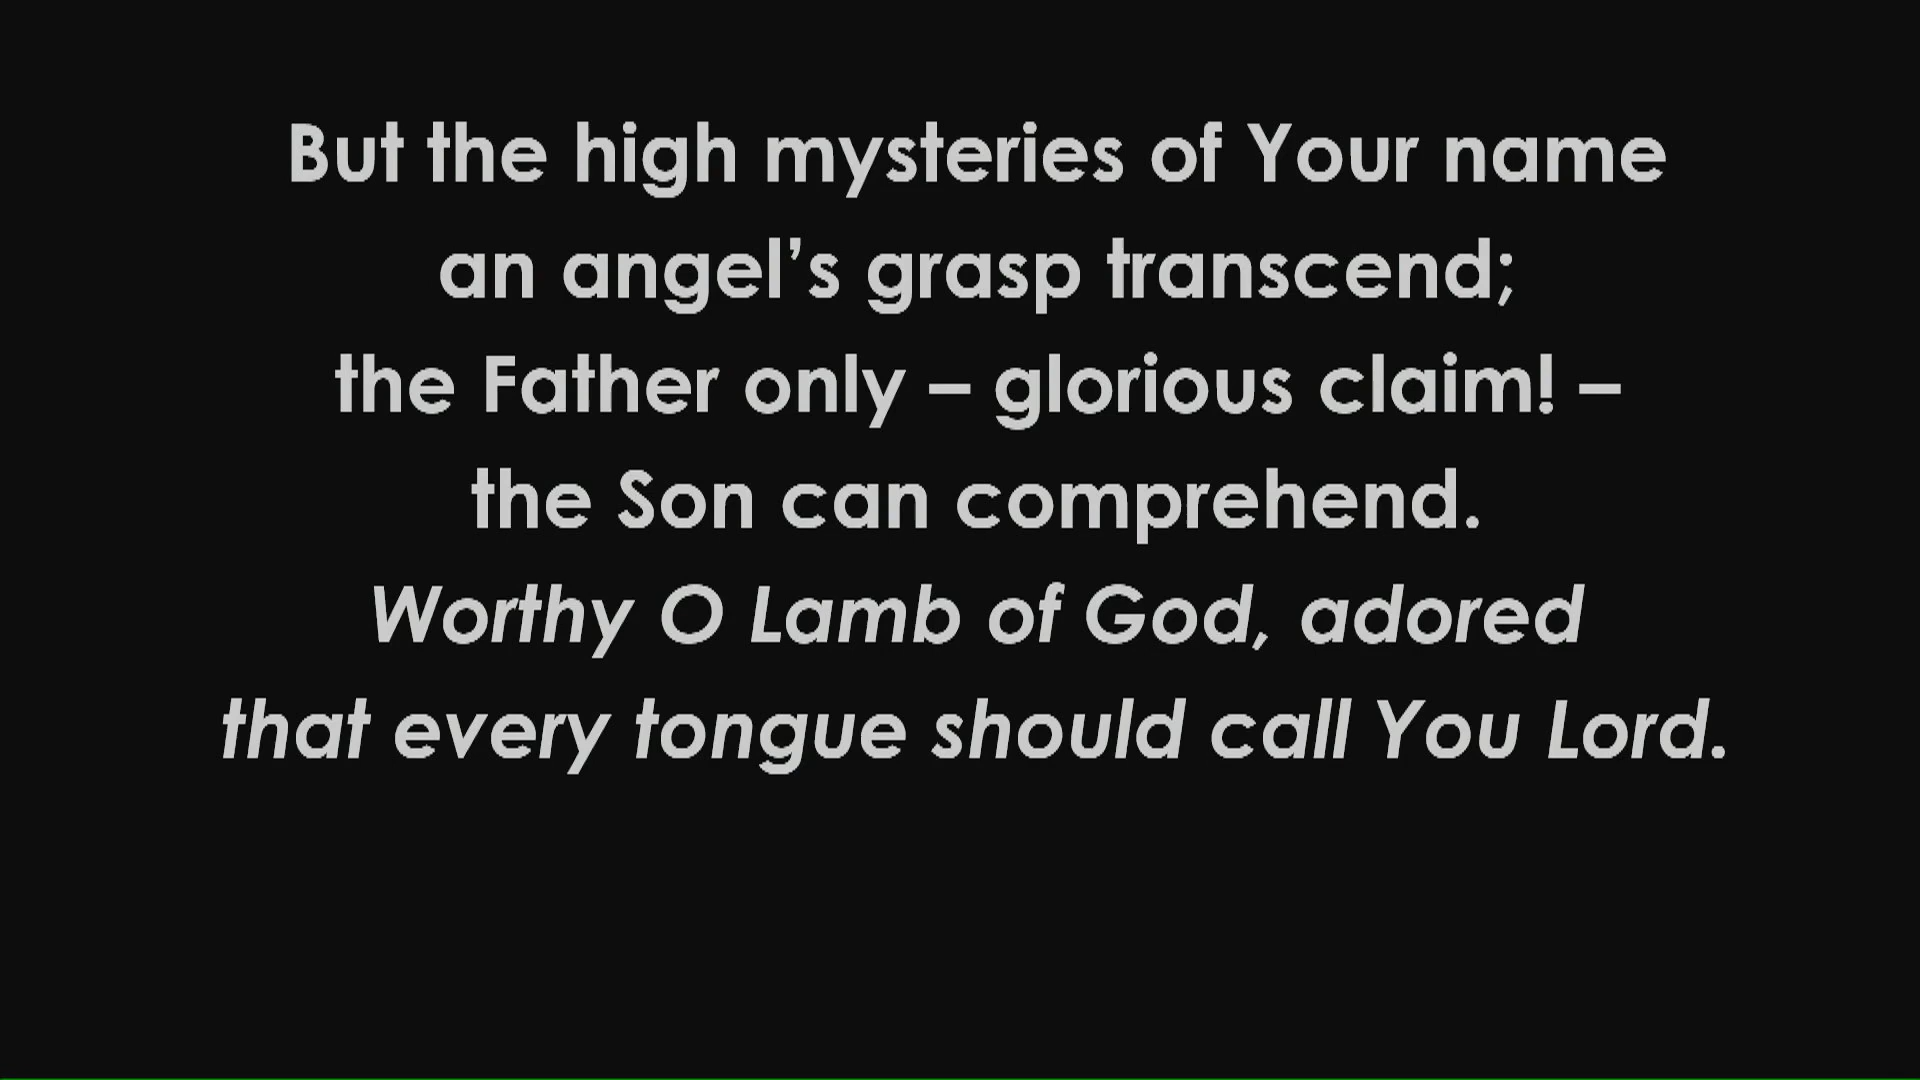 But the high mysteries of Your name
an angel’s grasp transcend;
the Father only – glorious claim! –
the Son can comprehend.
Worthy O Lamb of God, adored
that every tongue should call You Lord.